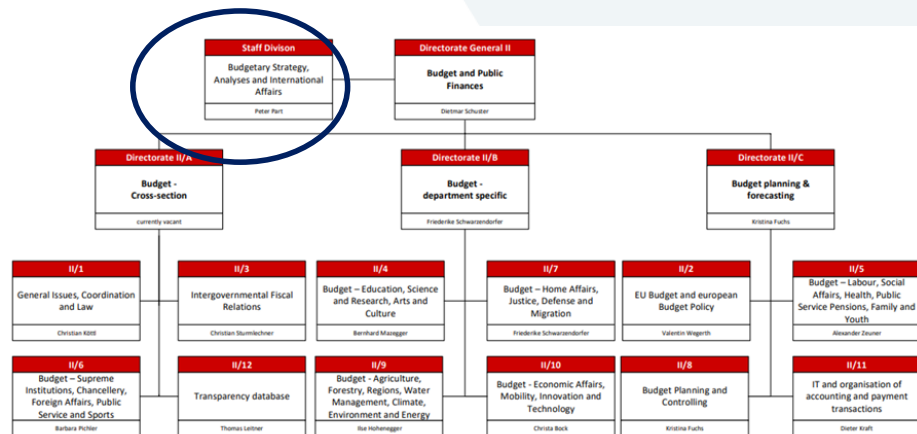 Staff Divison
Budgetary Strategy,
Analyses and International
Affairs
Peter Part
Directorate General II
Budget and Public
Finances
Dietmar Schuster
Directorate II/A
Budget -
Cross-section
currently vacant
Directorate II/B
Budget -
department specific
Friederike Schwarzendorfer
Directorate II/C
Budget planning &
forecasting
Kristina Fuchs
II/1
General Issues, Coordination
and Law
Christian Köttl
II/3
Intergovernmental Fiscal
Relations
Christian Sturmlechner
II/4
Budget – Education, Science
and Research, Arts and
Culture
Bernhard Mazegger
II/7
Budget – Home Affairs,
Justice, Defense and
Migration
Friederike Schwarzendorfer
II/2
EU Budget and european
Budget Policy
Valentin Wegerth
II/5
Budget – Labour, Social
Affairs, Health, Public
Service Pensions, Family and
Youth
Alexander Zeuner
II/6
Budget – Supreme
Institutions, Chancellery,
Foreign Affairs, Public
Service and Sports
Barbara Pichler
II/12
Transparency database
Thomas Leitner
II/9
Budget - Agriculture,
Forestry, Regions, Water
Management, Climate,
Environment and Energy
Ilse Hohenegger
II/10
Budget - Economic Affairs,
Mobility, Innovation and
Technology
Christa Bock
II/8
Budget Planning and
Controlling
Kristina Fuchs
II/11
IT and organisation of
accounting and payment
transactions
Dieter Kraft